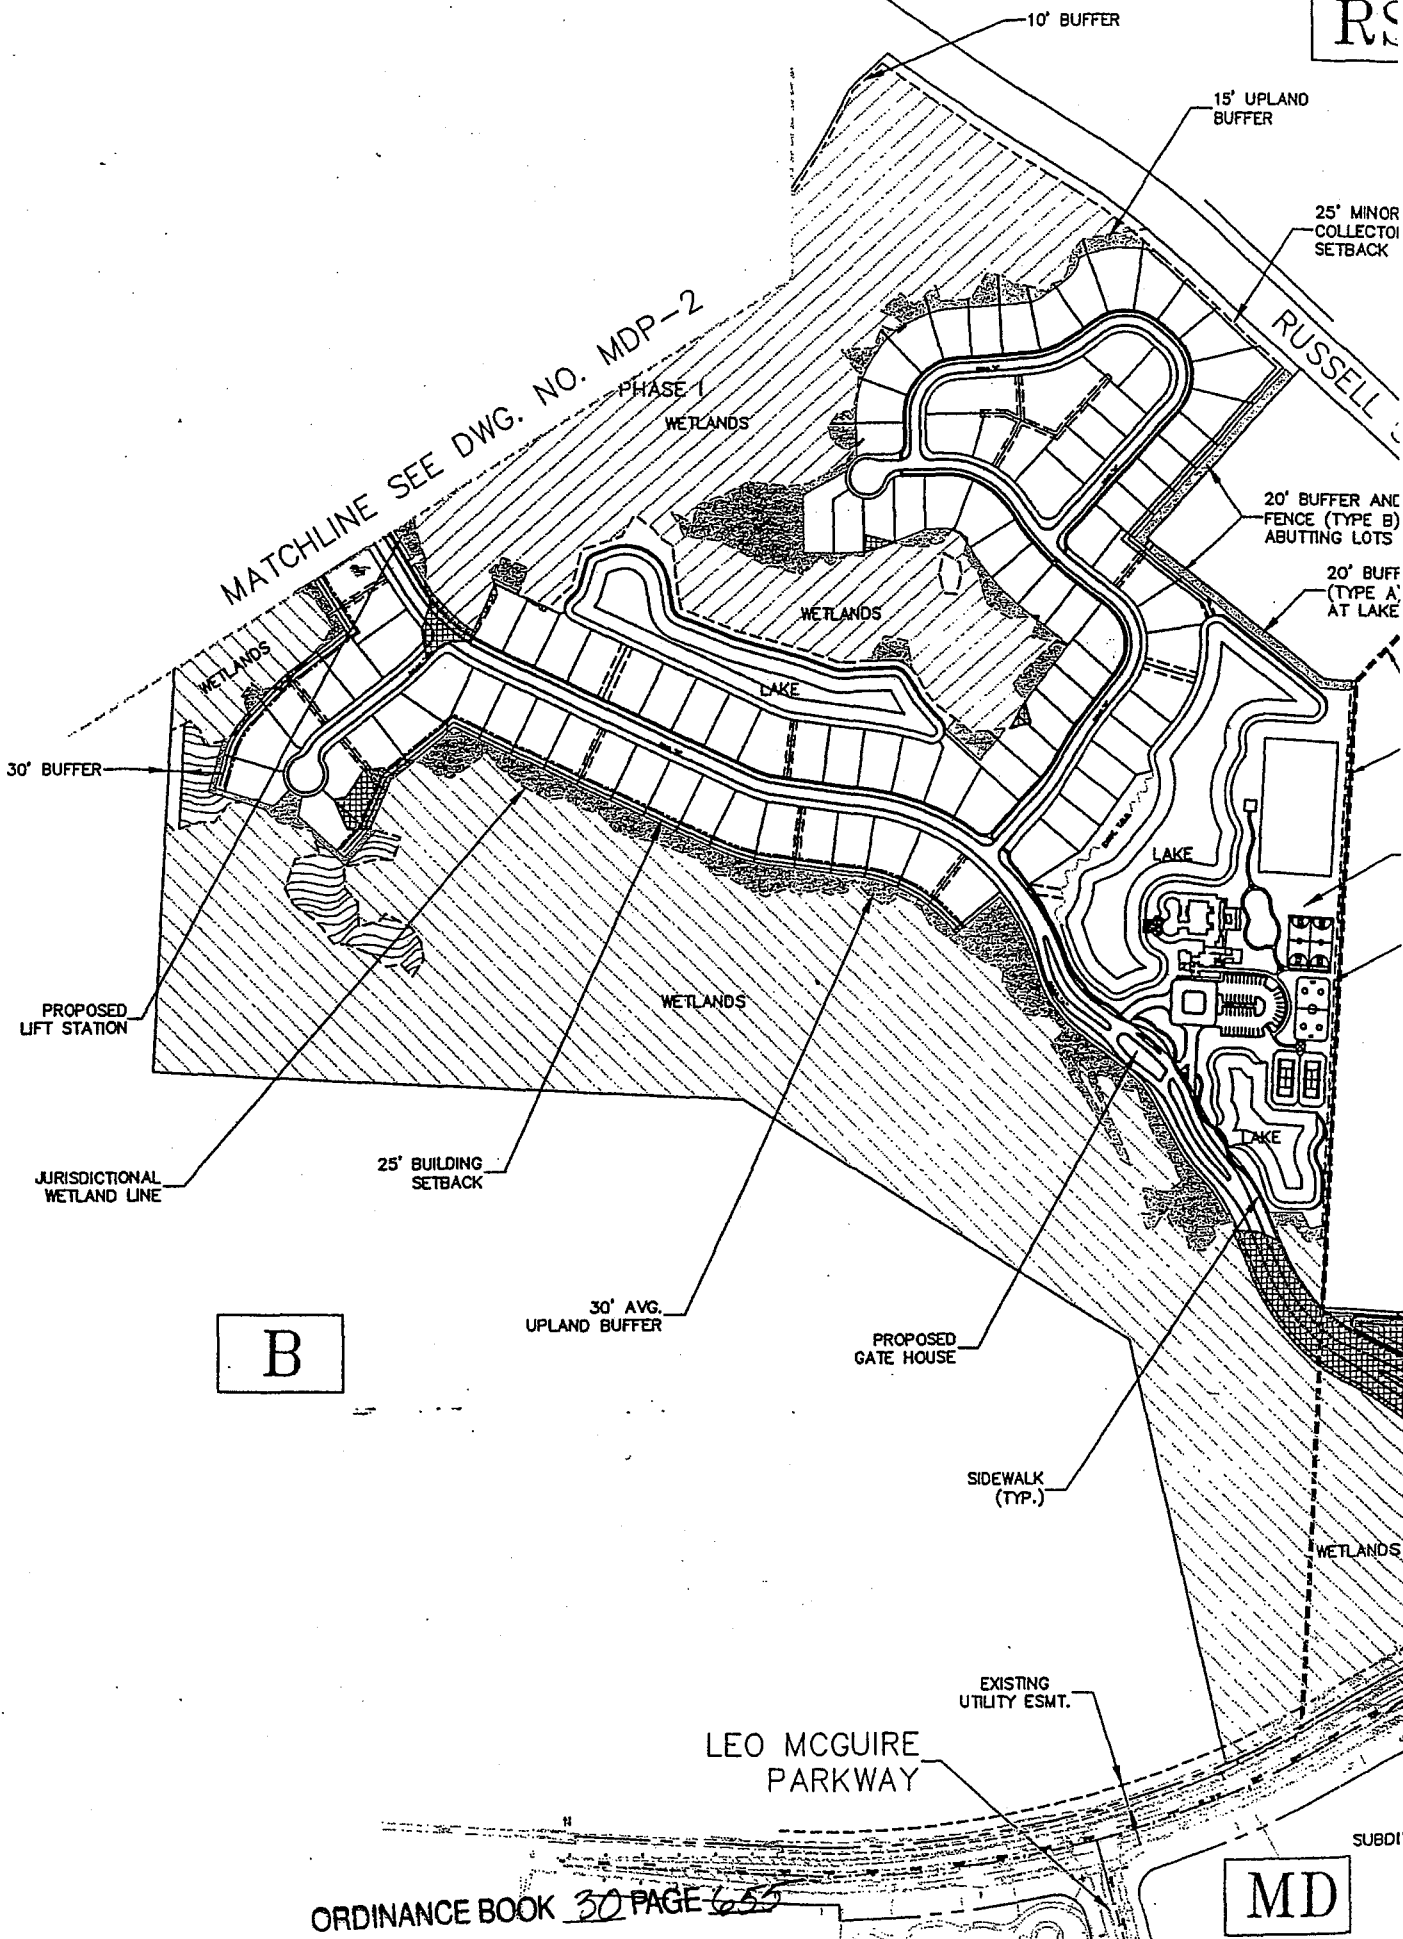 10' BUFFER
RS
15' UPLAND
BUFFER
25' MINOR
COLLECTO
SETBACK
RUSSELL
MATCHLINE SEE DWG. NO. MDP-2
PHASE I
WETLANDS
20' BUFFER AND
FENCE (TYPE B)
ABUTTING LOTS
20' BUFF
(TYPE A)
AT LAKE
WETLANDS
WETLANDS
LAKE
30' BUFFER
LAKE
PROPOSED
LIFT STATION
WETLANDS
LAKE
JURISDICTIONAL
WETLAND LINE
25' BUILDING
SETBACK
30' AVG.
UPLAND BUFFER
PROPOSED
GATE HOUSE
B
SIDEWALK
(TYP.)
WETLANDS
EXISTING
UTILITY ESMT.
LEO MCGUIRE
PARKWAY
SUBDI
MD
ORDINANCE BOOK 30 PAGE 655